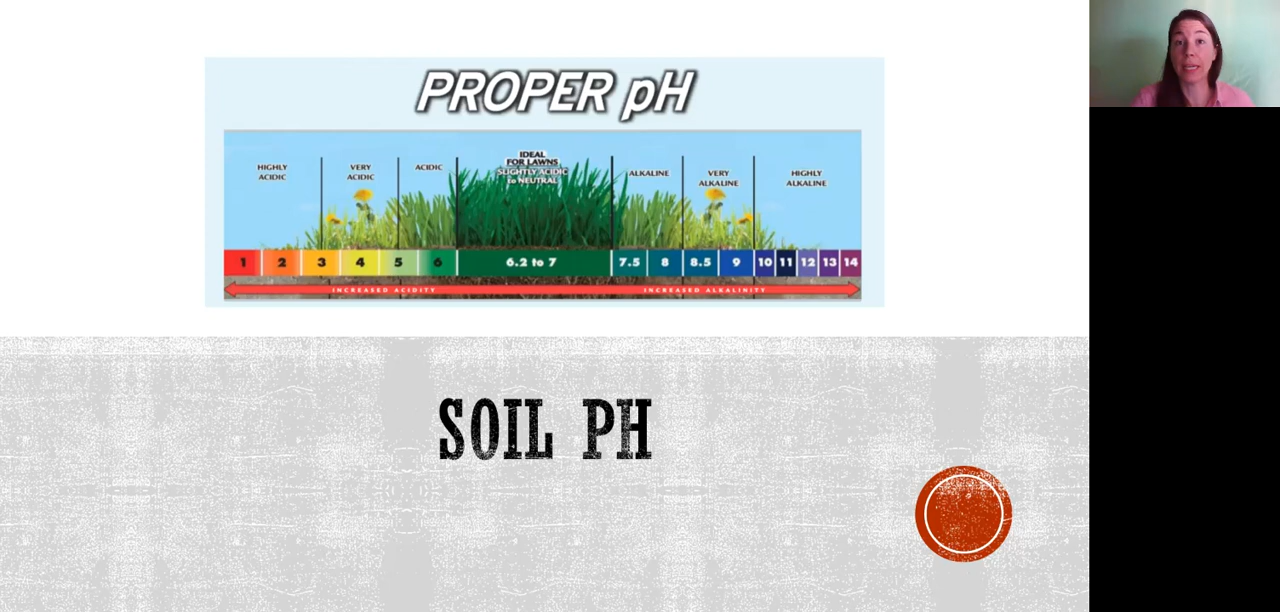 PROPER pH
HIGHLY
ACIDIC
VERY
ACIDIC
ACIDIC
IDEAL
FOR LAWNS
SLIGHTLY ACIDIC
to NEUTRAL
ALKALINE
VERY
ALKALINE
HIGHLY
ALKALINE
1 2 3 4 5 6 6.2 to 7 7.5 8 8.5 9 10 11 12 13 14
INCREASED ACIDITY INCREASED ALKALINITY
SOIL PH